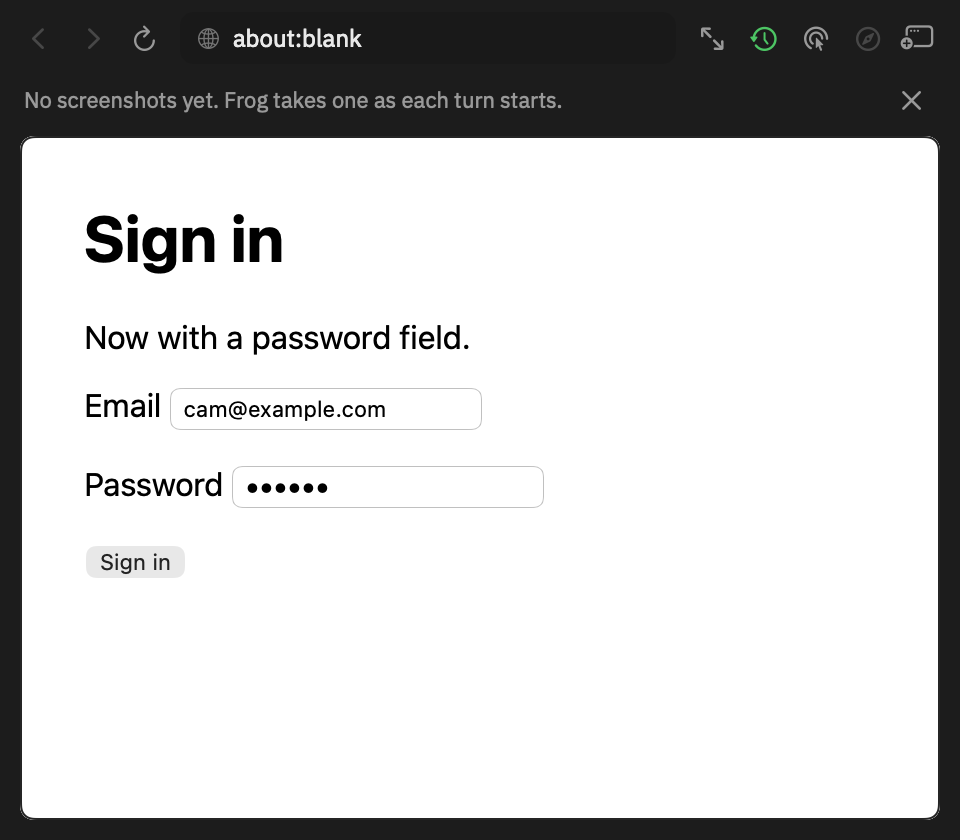 about:blank
No screenshots yet. Frog takes one as each turn starts.
Sign in
Now with a password field.
Email cam@example.com
Password ••••••
Sign in